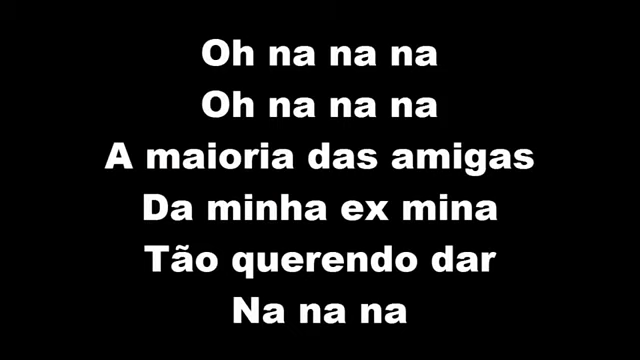 Oh na na na
Oh na na na
A maioria das amigas
Da minha ex mina
Tão querendo dar
Na na na